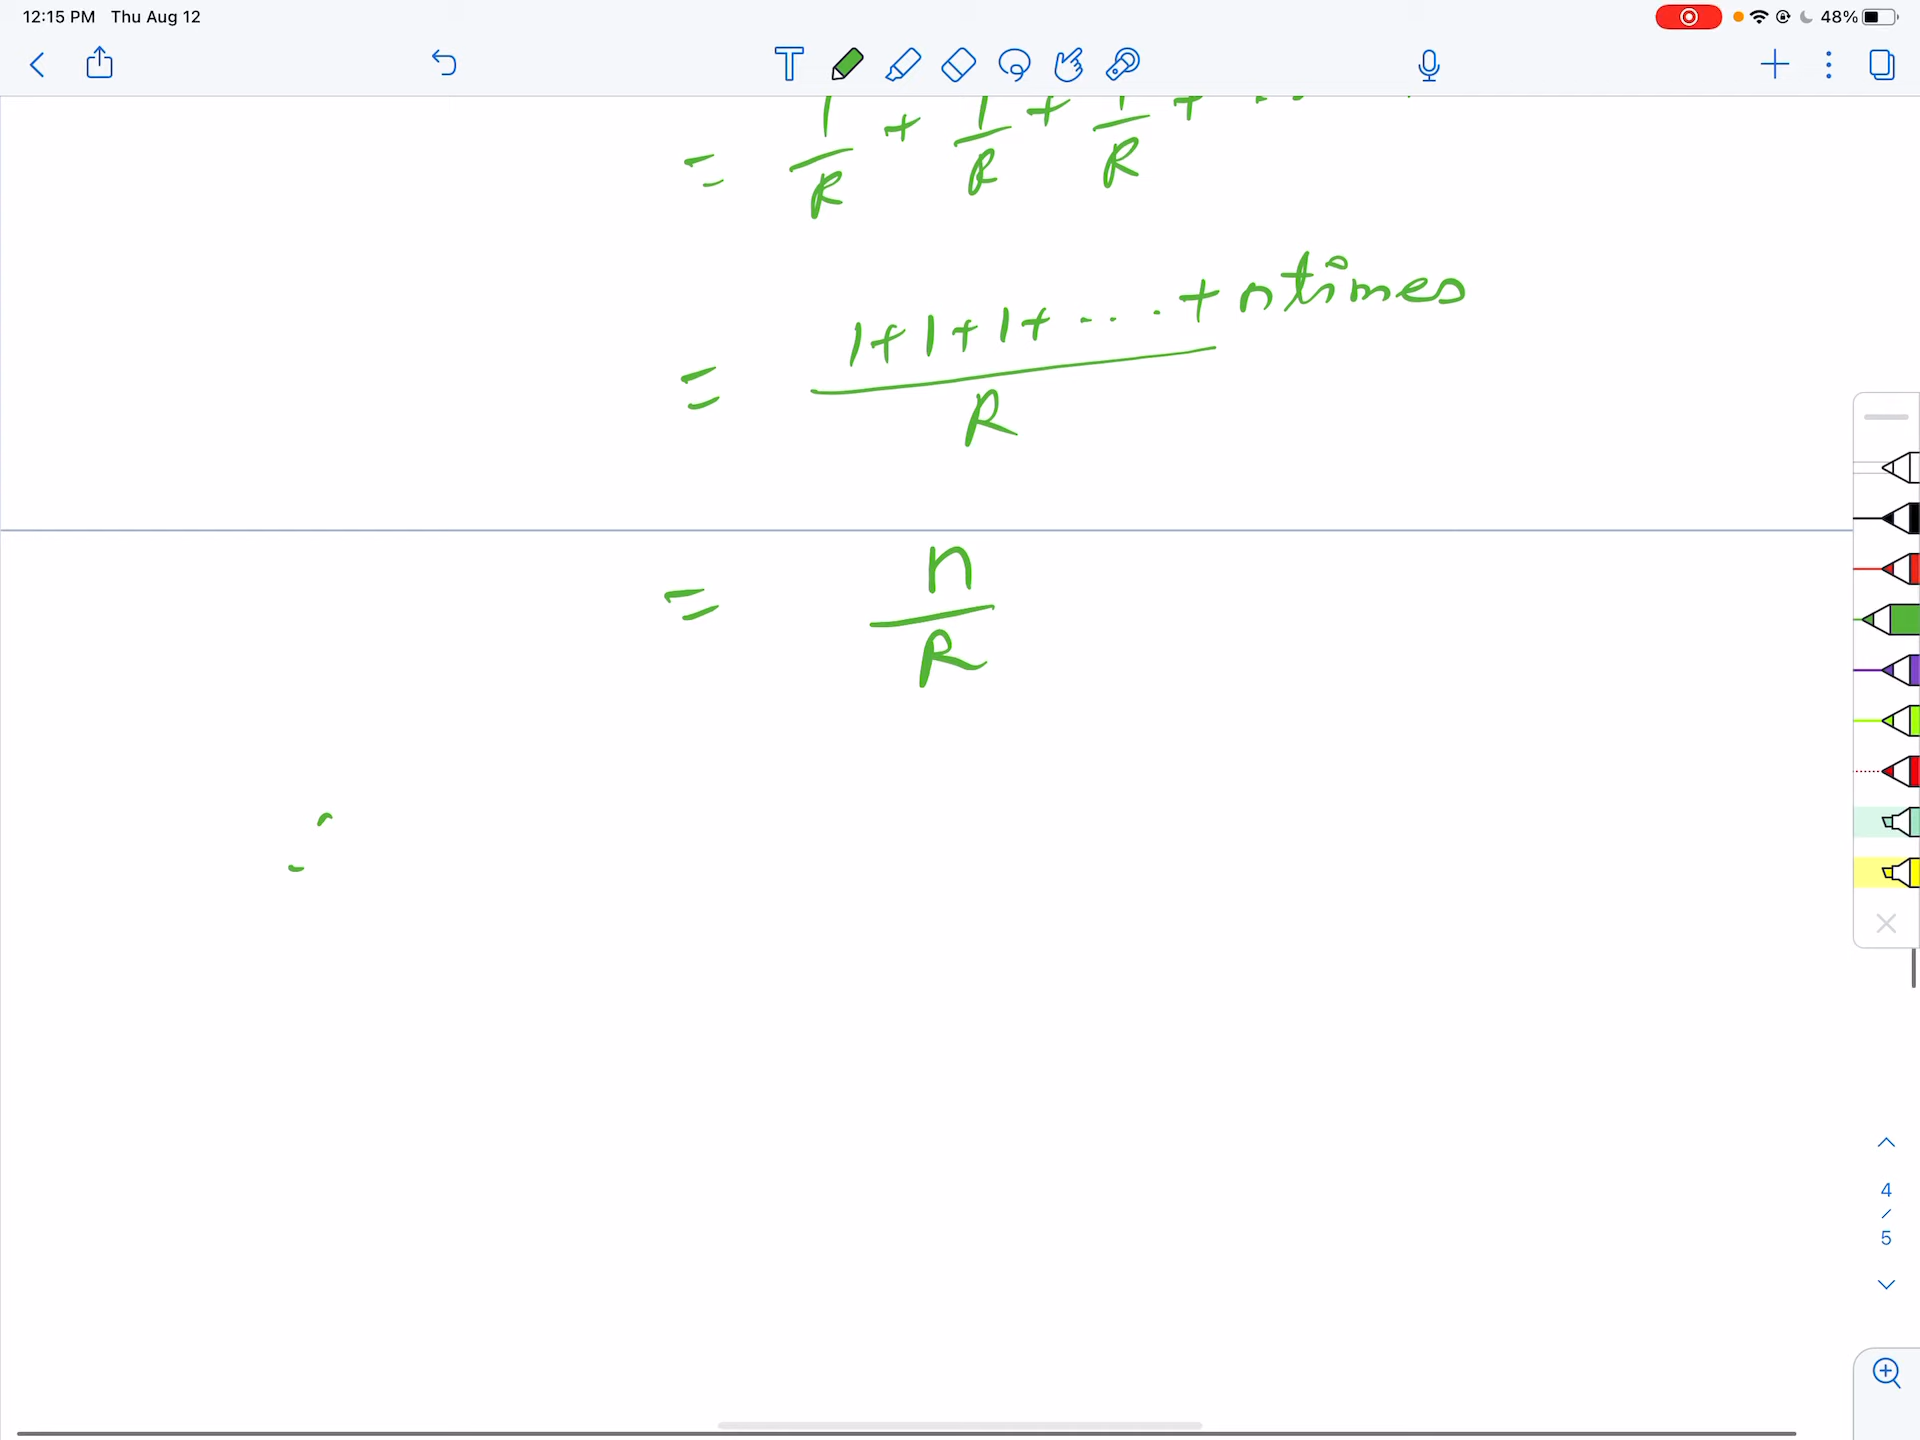 12:15 PM Thu Aug 12
48%
= 1/R + 1/R + 1/R + ...
= 1+1+1+ .... + n times
R
= n/R
4
/
5